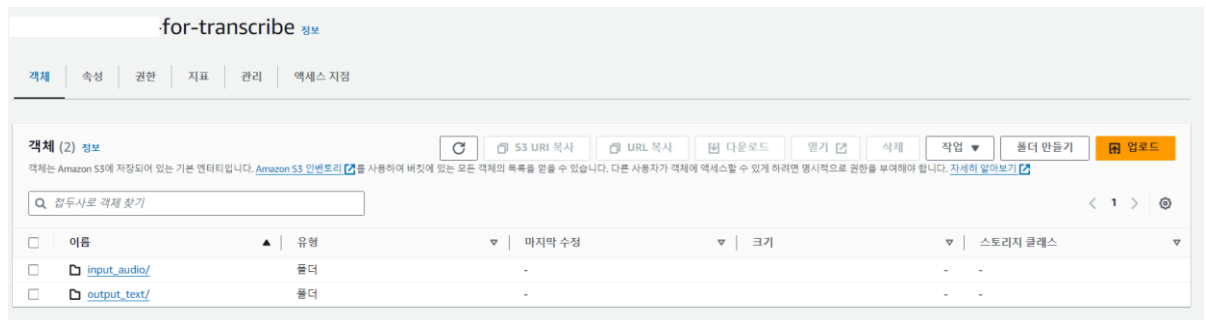 -for-transcribe 정보
객체 속성 권한 지표 관리 액세스 지점
객체 (2) 정보
S3 URI 복사 URL 복사 다운로드 열기 삭제 작업 ▼ 폴더 만들기 업로드
객체는 Amazon S3에 저장되어 있는 기본 엔터티입니다. Amazon S3 인벤토리를 사용하여 버킷에 있는 모든 객체의 목록을 얻을 수 있습니다. 다른 사용자가 객체에 액세스할 수 있게 하려면 명시적으로 권한을 부여해야 합니다. 자세히 알아보기
접두사로 객체 찾기
< 1 >
이름 ▲ 유형 마지막 수정 크기 스토리지 클래스
input_audio/ 폴더 - - -
output_text/ 폴더 - - -